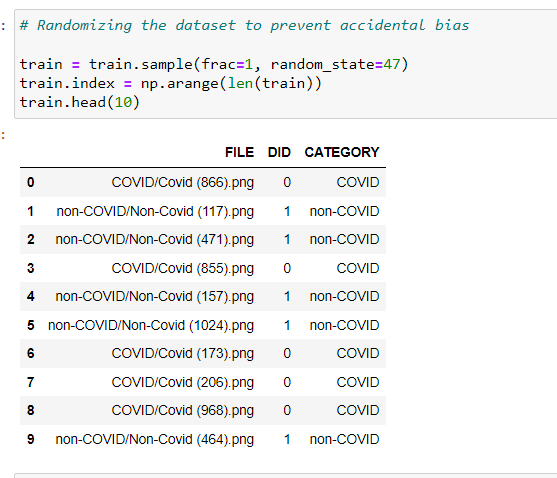 : # Randomizing the dataset to prevent accidental bias
train = train.sample(frac=1, random_state=47)
train.index = np.arange(len(train))
train.head(10)
:
FILE DID CATEGORY
0 COVID/Covid (866).png 0 COVID
1 non-COVID/Non-Covid (117).png 1 non-COVID
2 non-COVID/Non-Covid (471).png 1 non-COVID
3 COVID/Covid (855).png 0 COVID
4 non-COVID/Non-Covid (157).png 1 non-COVID
5 non-COVID/Non-Covid (1024).png 1 non-COVID
6 COVID/Covid (173).png 0 COVID
7 COVID/Covid (206).png 0 COVID
8 COVID/Covid (968).png 0 COVID
9 non-COVID/Non-Covid (464).png 1 non-COVID